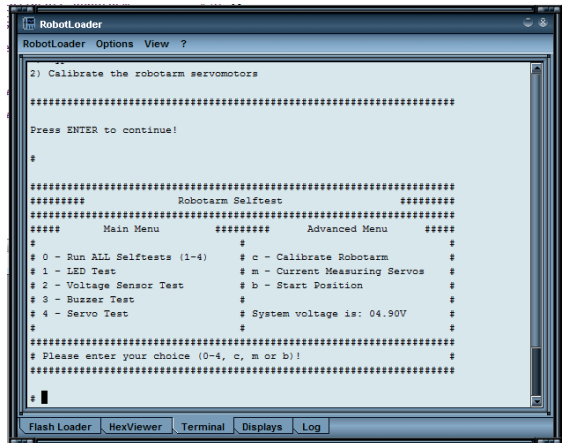 RobotLoader
RobotLoader Options View ?
2) Calibrate the robotarm servomotors
######################################################################
Press ENTER to continue!
#
######################################################################
######### Robotarm Selftest #########
######################################################################
##### Main Menu ######### Advanced Menu #####
# # #
# 0 - Run ALL Selftests (1-4) # c - Calibrate Robotarm #
# 1 - LED Test # m - Current Measuring Servos #
# 2 - Voltage Sensor Test # b - Start Position #
# 3 - Buzzer Test # #
# 4 - Servo Test # System voltage is: 04.90V #
# # #
######################################################################
# Please enter your choice (0-4, c, m or b)! #
######################################################################
#
Flash Loader HexViewer Terminal Displays Log